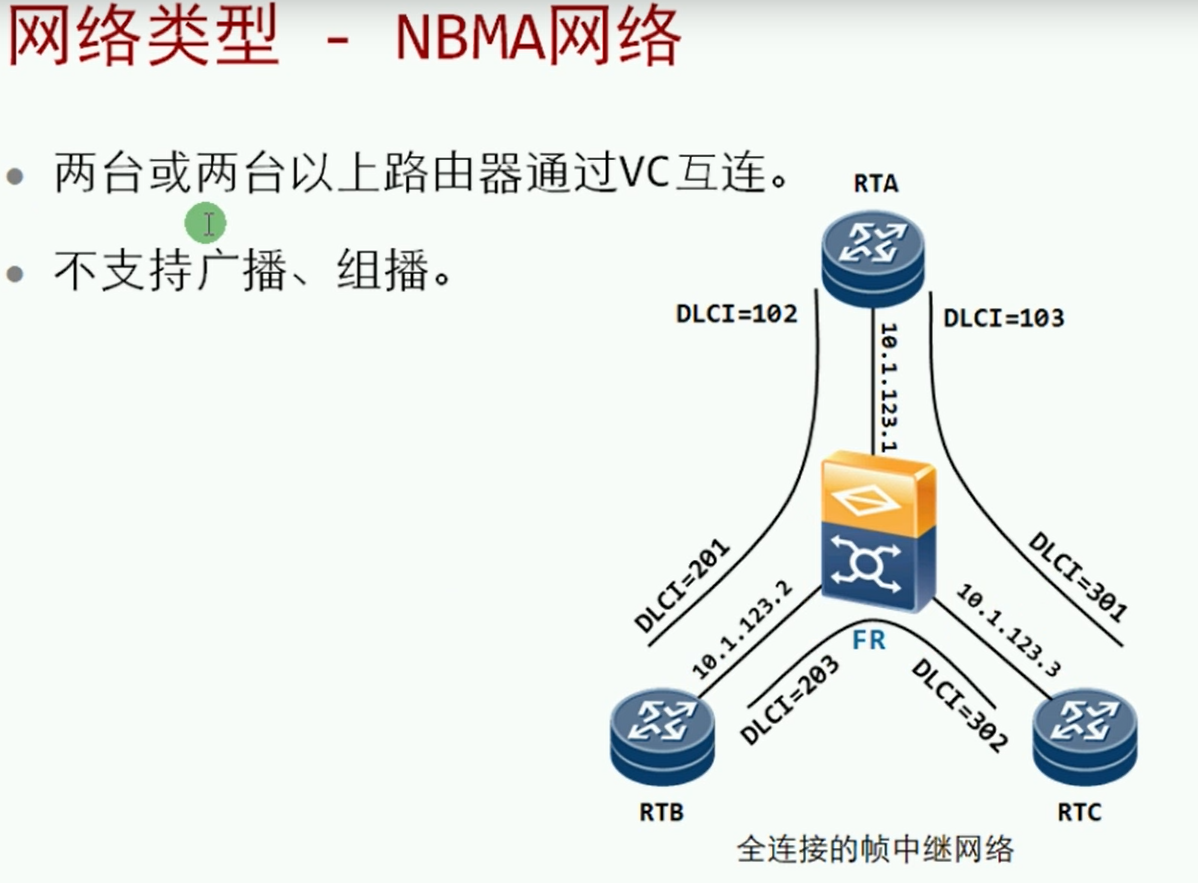 网络类型 - NBMA网络
两台或两台以上路由器通过VC互连。
不支持广播、组播。
RTA
DLCI=102
DLCI=103
10.1.123.1
DLCI=201
10.1.123.2
DLCI=301
10.1.123.3
FR
DLCI=203
DLCI=302
RTB
RTC
全连接的帧中继网络